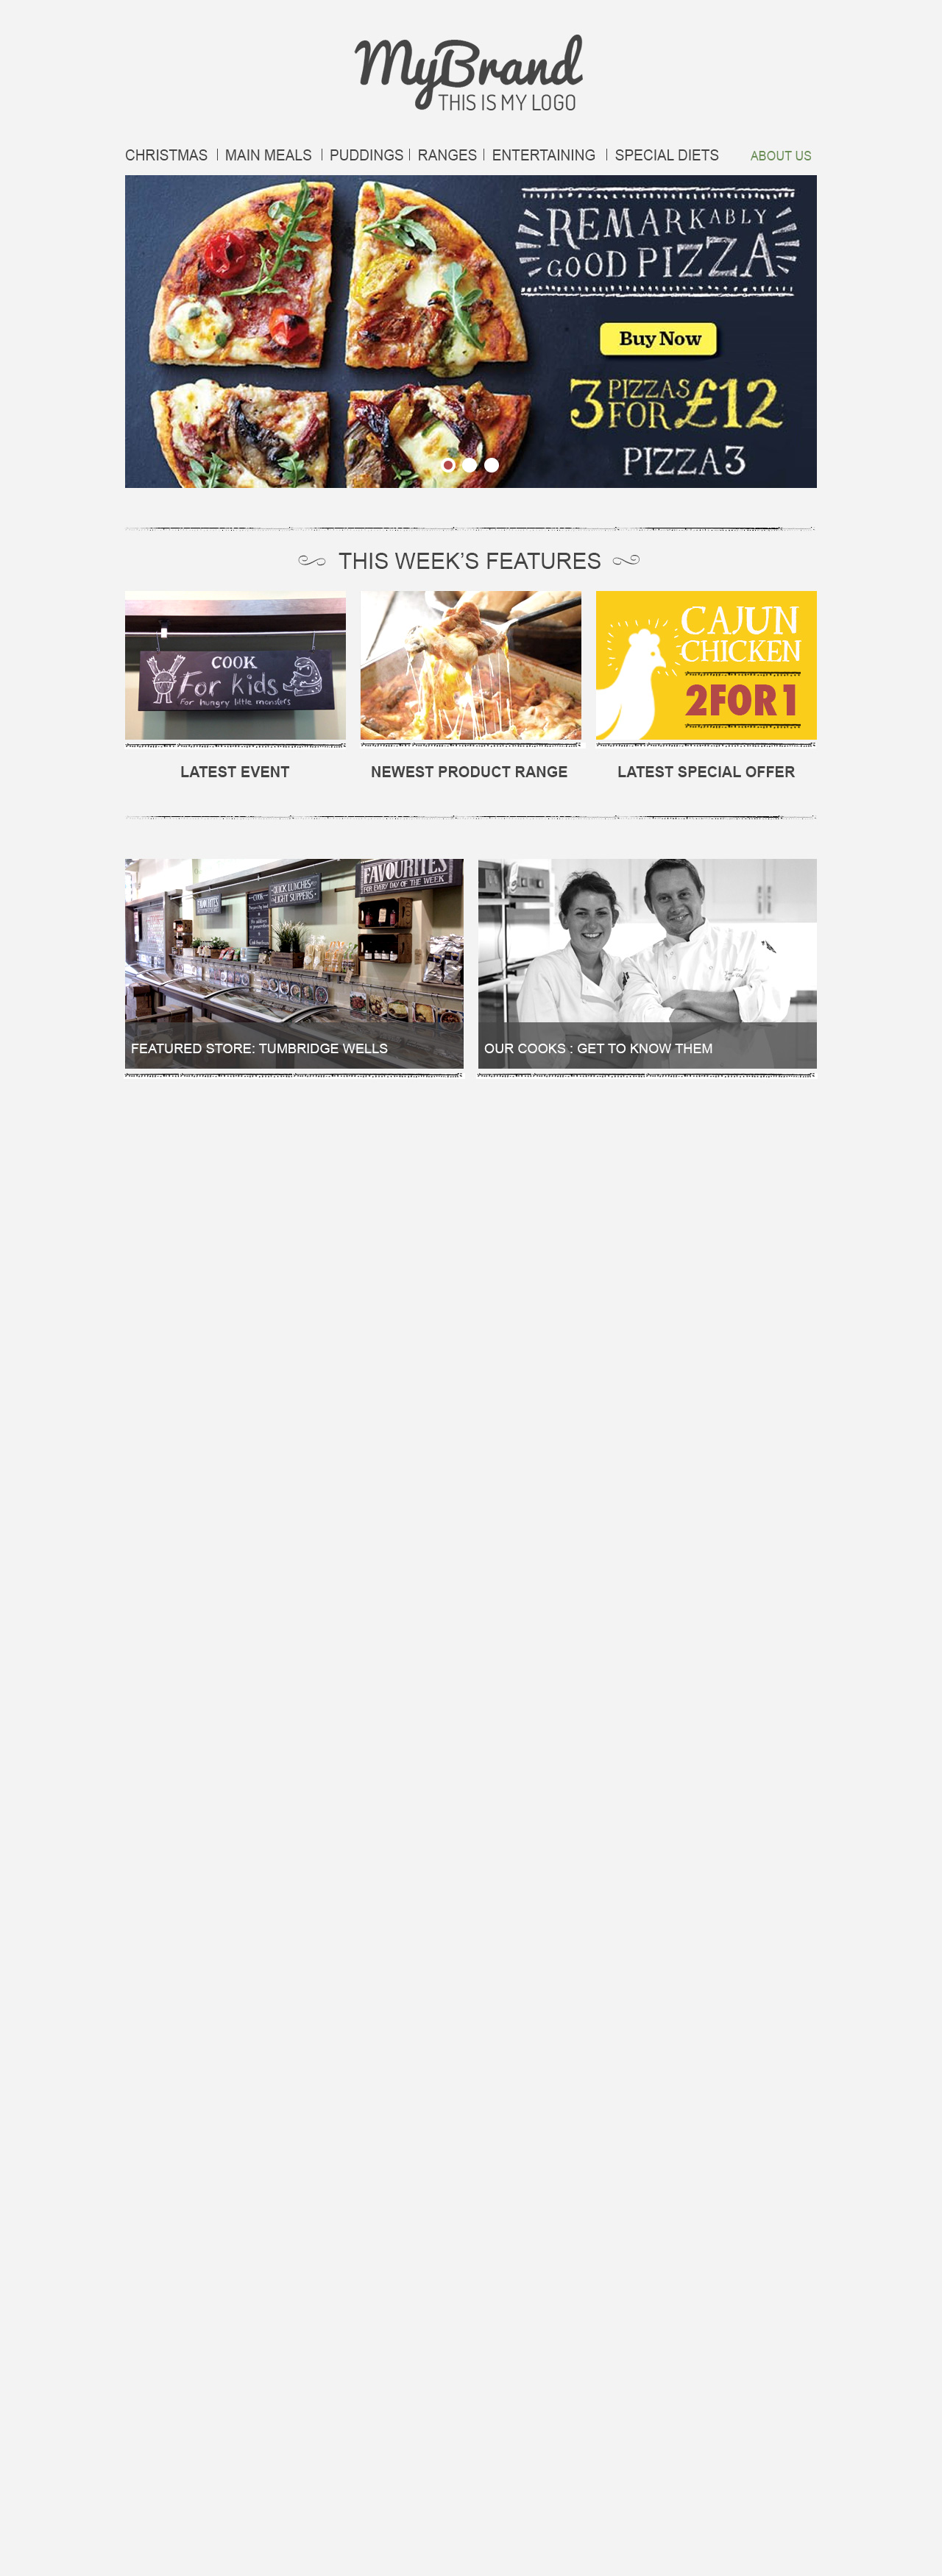 MyBrand
THIS IS MY LOGO
CHRISTMAS | MAIN MEALS | PUDDINGS | RANGES | ENTERTAINING | SPECIAL DIETS ABOUT US
REMARKABLY
GOOD PIZZA
Buy Now
3 PIZZAS FOR £12
PIZZA3
THIS WEEK'S FEATURES
COOK
For kids
For hungry little monsters
CAJUN
CHICKEN
2FOR1
LATEST EVENT
NEWEST PRODUCT RANGE
LATEST SPECIAL OFFER
FAVOURITES
FOR EVERY DAY OF THE WEEK
QUICK LUNCHES
LIGHT SUPPERS
FAVOURITES
FEATURED STORE: TUMBRIDGE WELLS
OUR COOKS : GET TO KNOW THEM